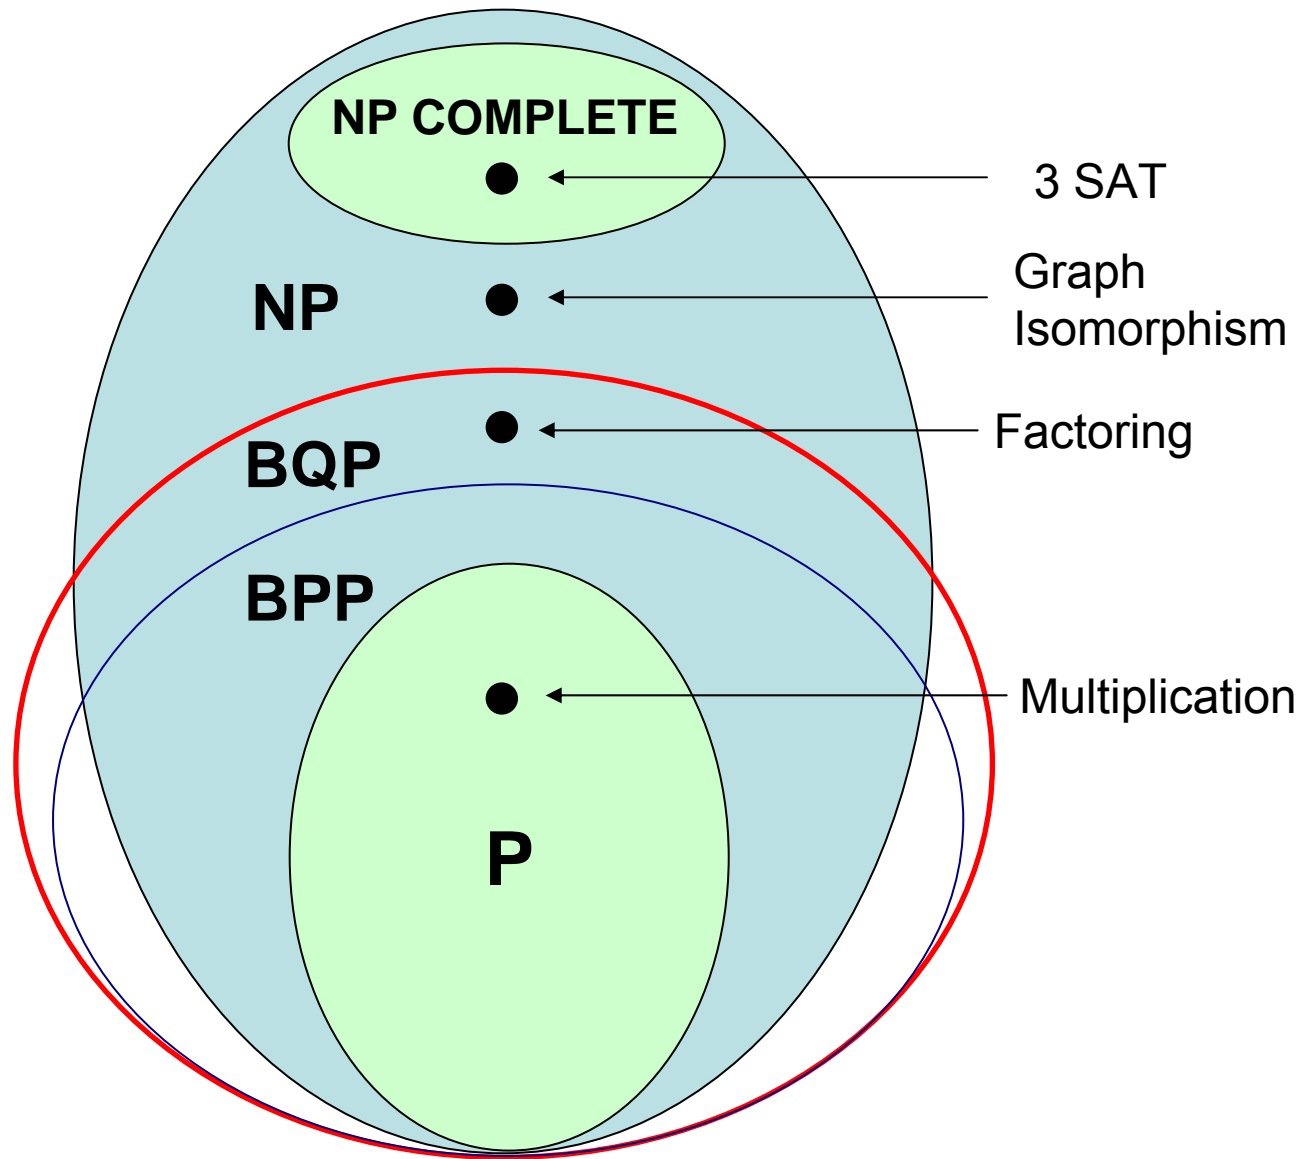 NP COMPLETE
3 SAT
Graph
Isomorphism
NP
Factoring
BQP
BPP
Multiplication
P